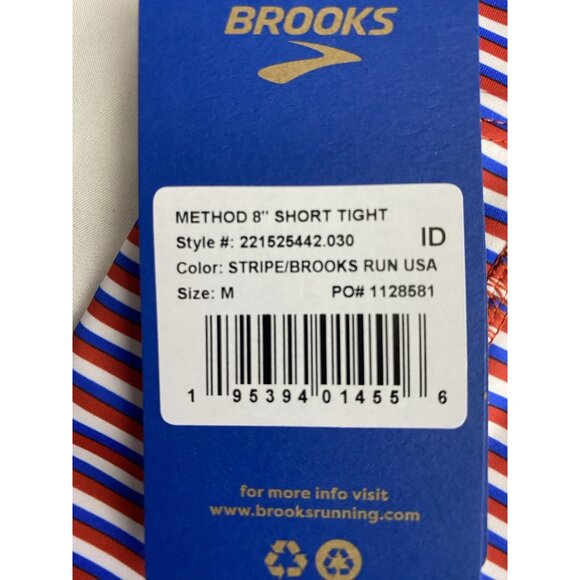 BROOKS
METHOD 8" SHORT TIGHT
Style #: 221525442.030 ID
Color: STRIPE/BROOKS RUN USA
Size: M PO# 1128581
1 95394 01455 6
for more info visit
www.brooksrunning.com